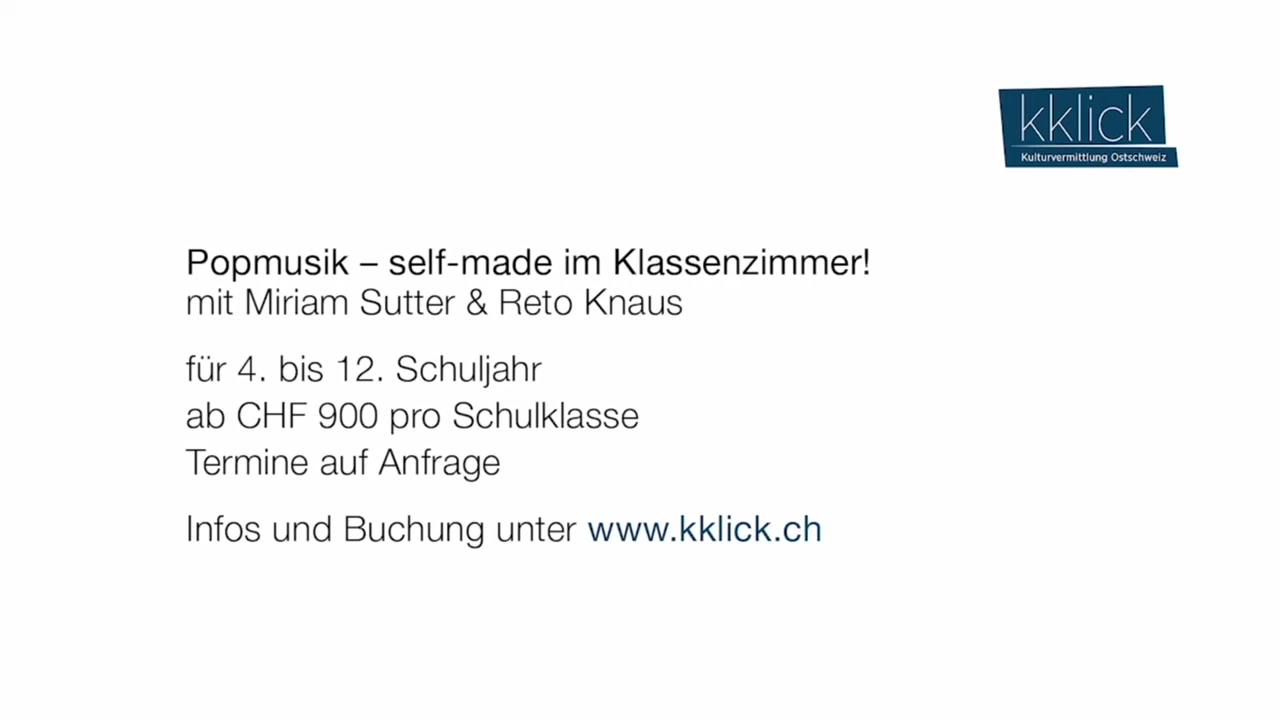 kklick
Kulturvermittlung Ostschweiz
Popmusik – self-made im Klassenzimmer!
mit Miriam Sutter & Reto Knaus
für 4. bis 12. Schuljahr
ab CHF 900 pro Schulklasse
Termine auf Anfrage
Infos und Buchung unter www.kklick.ch